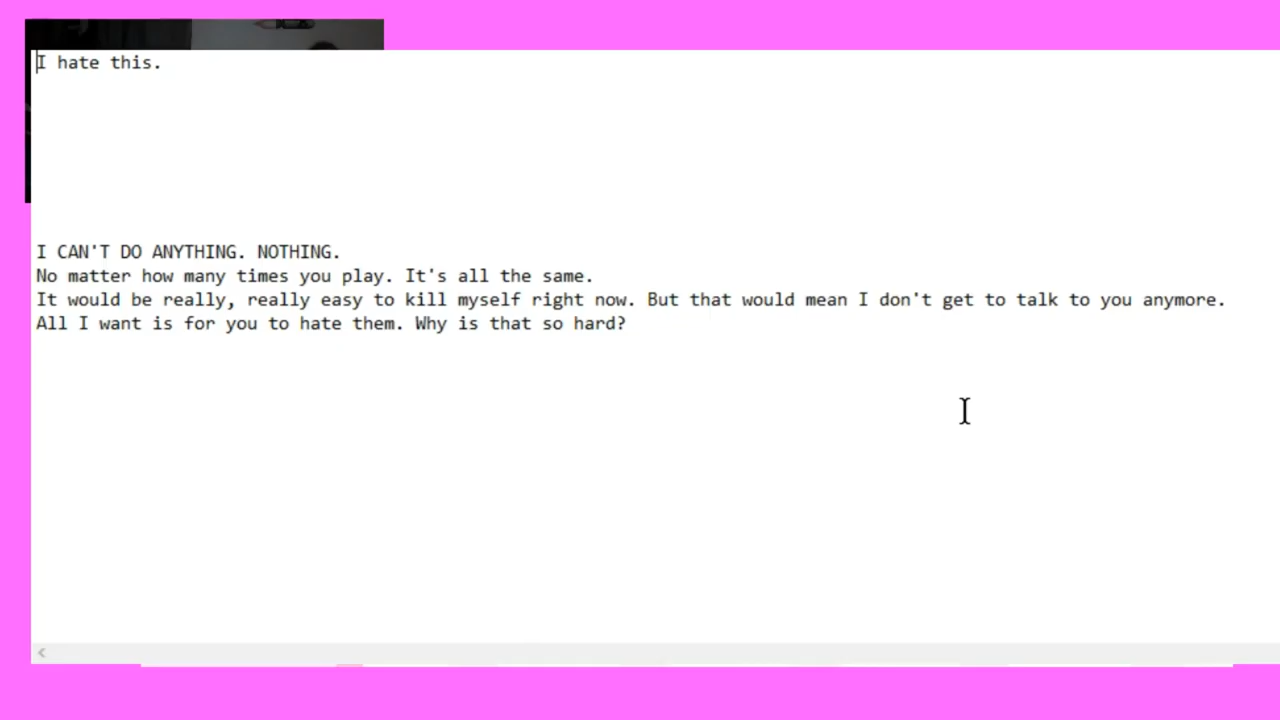 I hate this.
I CAN'T DO ANYTHING. NOTHING.
No matter how many times you play. It's all the same.
It would be really, really easy to kill myself right now. But that would mean I don't get to talk to you anymore.
All I want is for you to hate them. Why is that so hard?